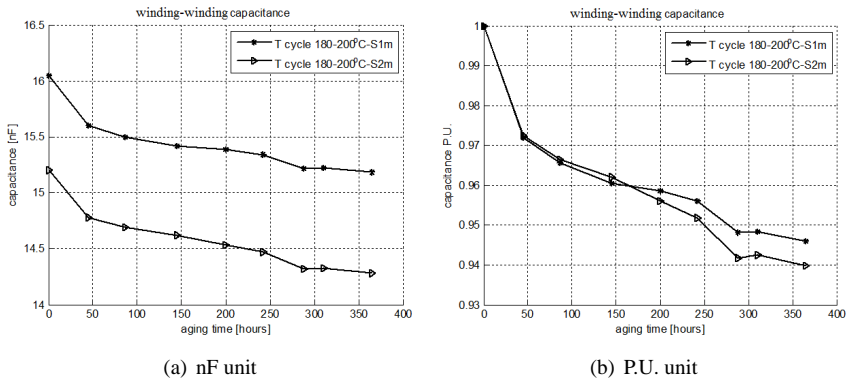 winding-winding capacitance
16.5
16
15.5
15
14.5
14
capacitance [nF]
T cycle 180-200⁰C-S1m
T cycle 180-200⁰C-S2m
0 50 100 150 200 250 300 350 400
aging time [hours]
(a) nF unit
winding-winding capacitance
1
0.99
0.98
0.97
0.96
0.95
0.94
0.93
capacitance P.U.
T cycle 180-200⁰C-S1m
T cycle 180-200⁰C-S2m
0 50 100 150 200 250 300 350 400
aging time [hours]
(b) P.U. unit